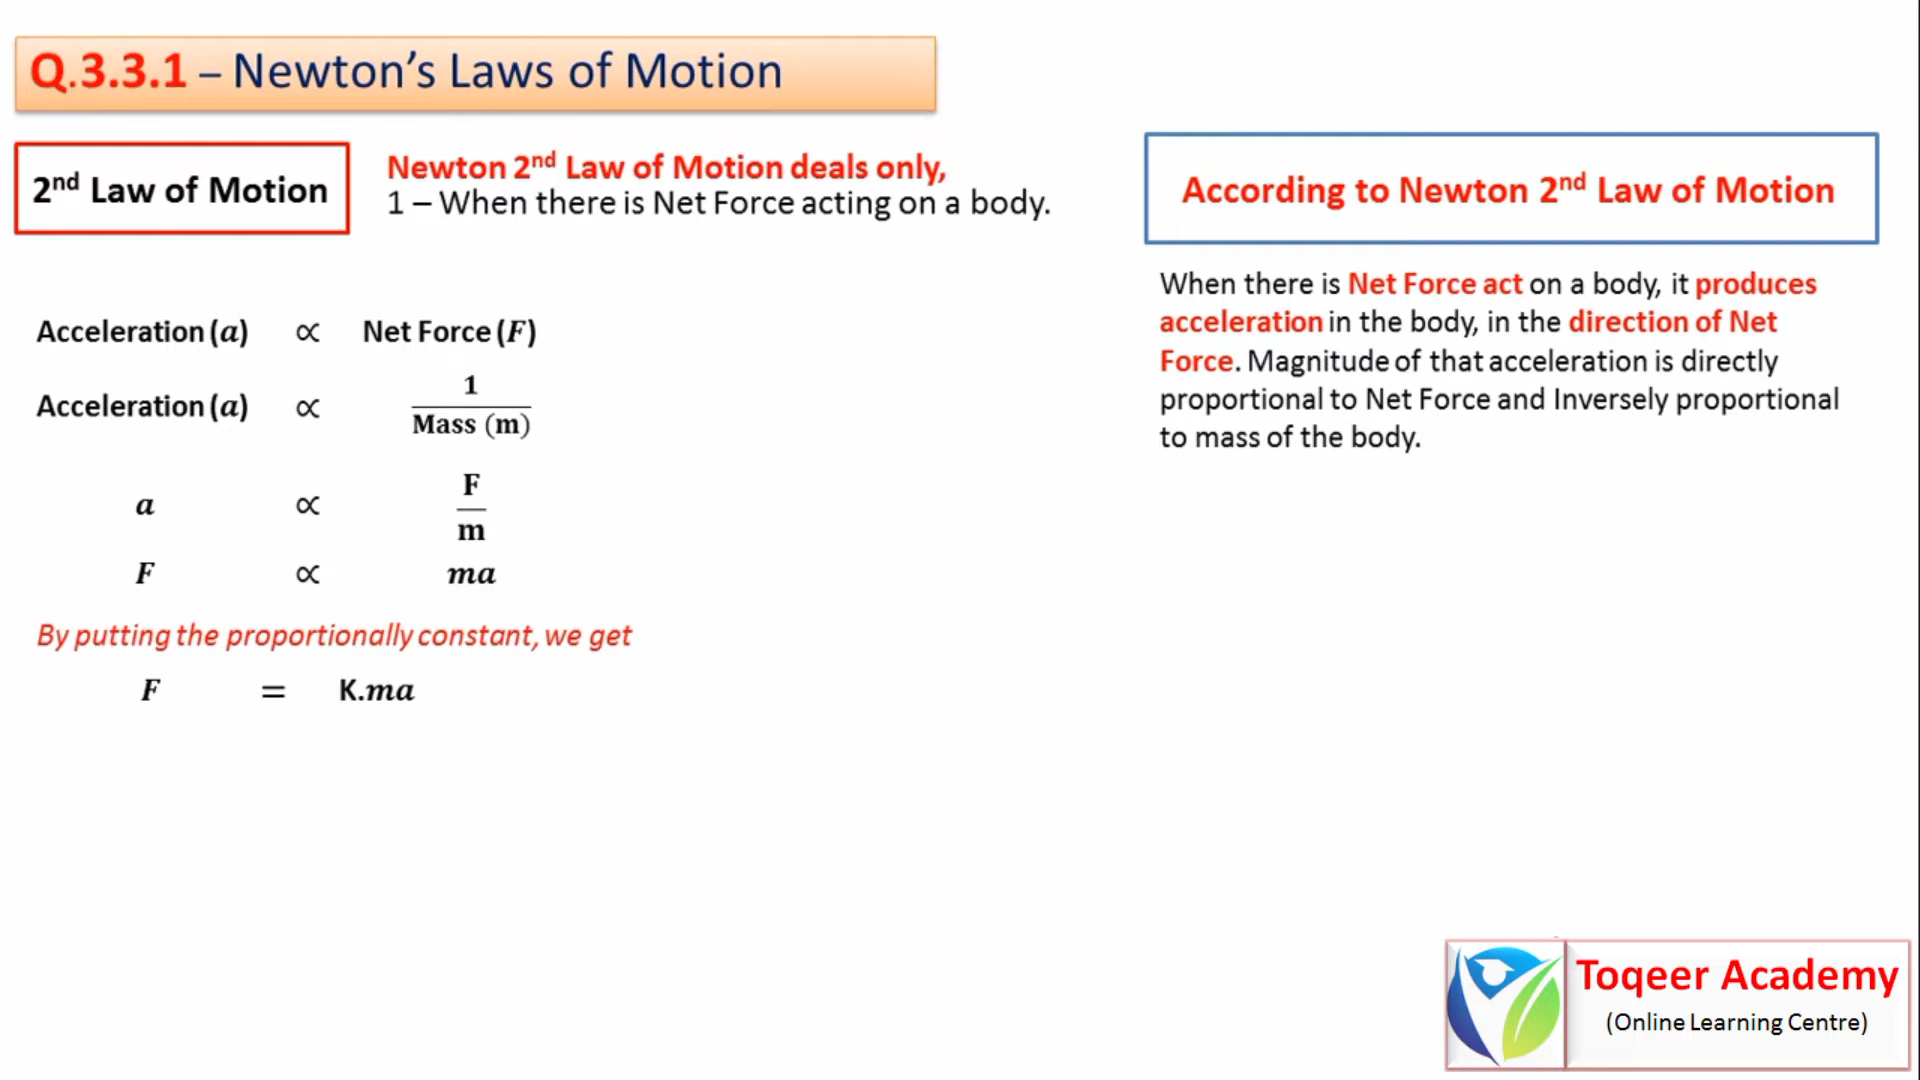 Q.3.3.1 – Newton’s Laws of Motion
2nd Law of Motion
Newton 2nd Law of Motion deals only,
1 – When there is Net Force acting on a body.
Acceleration (a) ∝ Net Force (F)
Acceleration (a) ∝ 1 / Mass (m)
a ∝ F / m
F ∝ ma
By putting the proportionally constant, we get
F = K.ma
According to Newton 2nd Law of Motion
When there is Net Force act on a body, it produces
acceleration in the body, in the direction of Net
Force. Magnitude of that acceleration is directly
proportional to Net Force and Inversely proportional
to mass of the body.
Toqeer Academy
(Online Learning Centre)